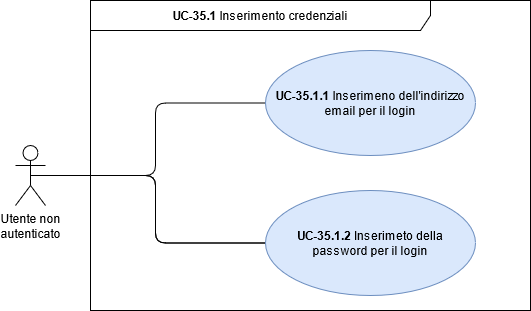 UC-35.1 Inserimento credenziali
UC-35.1.1 Inserimeno dell'indirizzo
email per il login
Utente non
autenticato
UC-35.1.2 Inserimeto della
password per il login